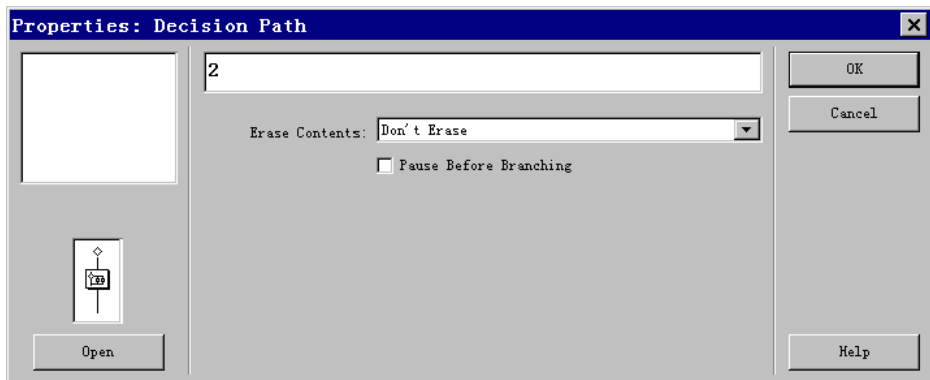 Properties: Decision Path
2
OK
Cancel
Erase Contents: Don't Erase
Pause Before Branching
Open
Help